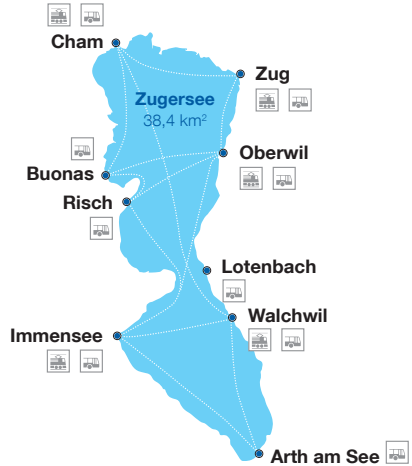 Cham
Zug
Zugersee
38,4 km²
Oberwil
Buonas
Risch
Lotenbach
Walchwil
Immensee
Arth am See